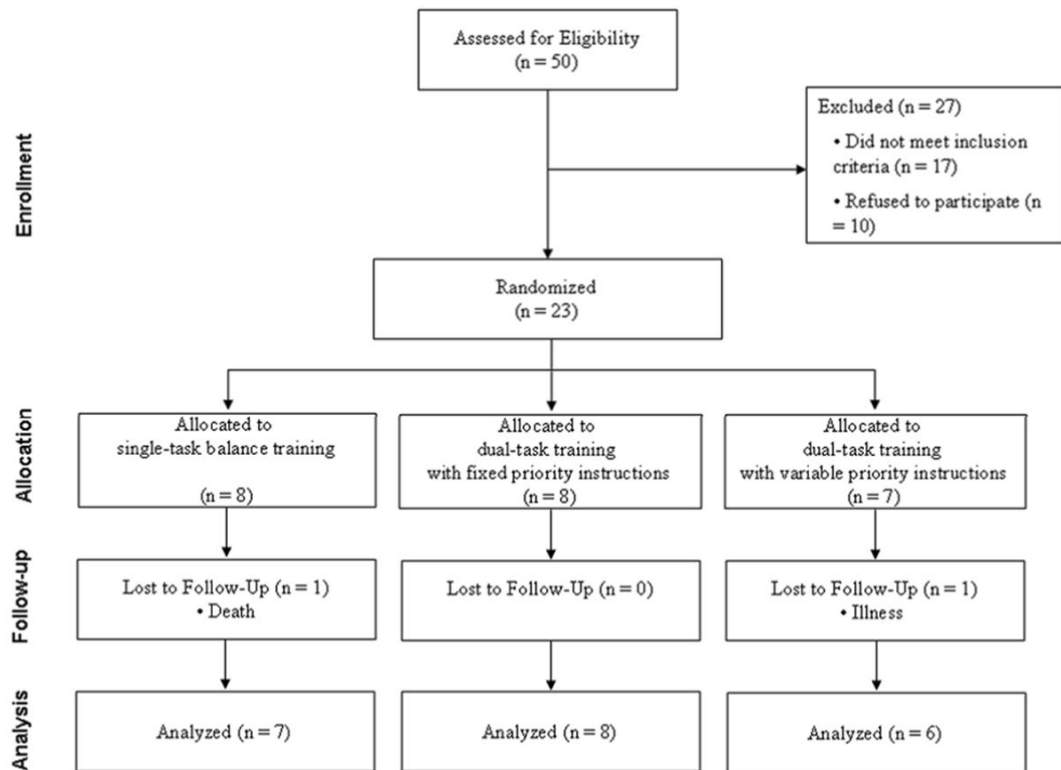 Assessed for Eligibility
(n = 50)
Excluded (n = 27)
• Did not meet inclusion
criteria (n = 17)
• Refused to participate (n
= 10)
Enrollment
Randomized
(n = 23)
Allocation
Allocated to
single-task balance training
(n = 8)
Allocated to
dual-task training
with fixed priority instructions
(n = 8)
Allocated to
dual-task training
with variable priority instructions
(n = 7)
Follow-up
Lost to Follow-Up (n = 1)
• Death
Lost to Follow-Up (n = 0)
Lost to Follow-Up (n = 1)
• Illness
Analysis
Analyzed (n = 7)
Analyzed (n = 8)
Analyzed (n = 6)